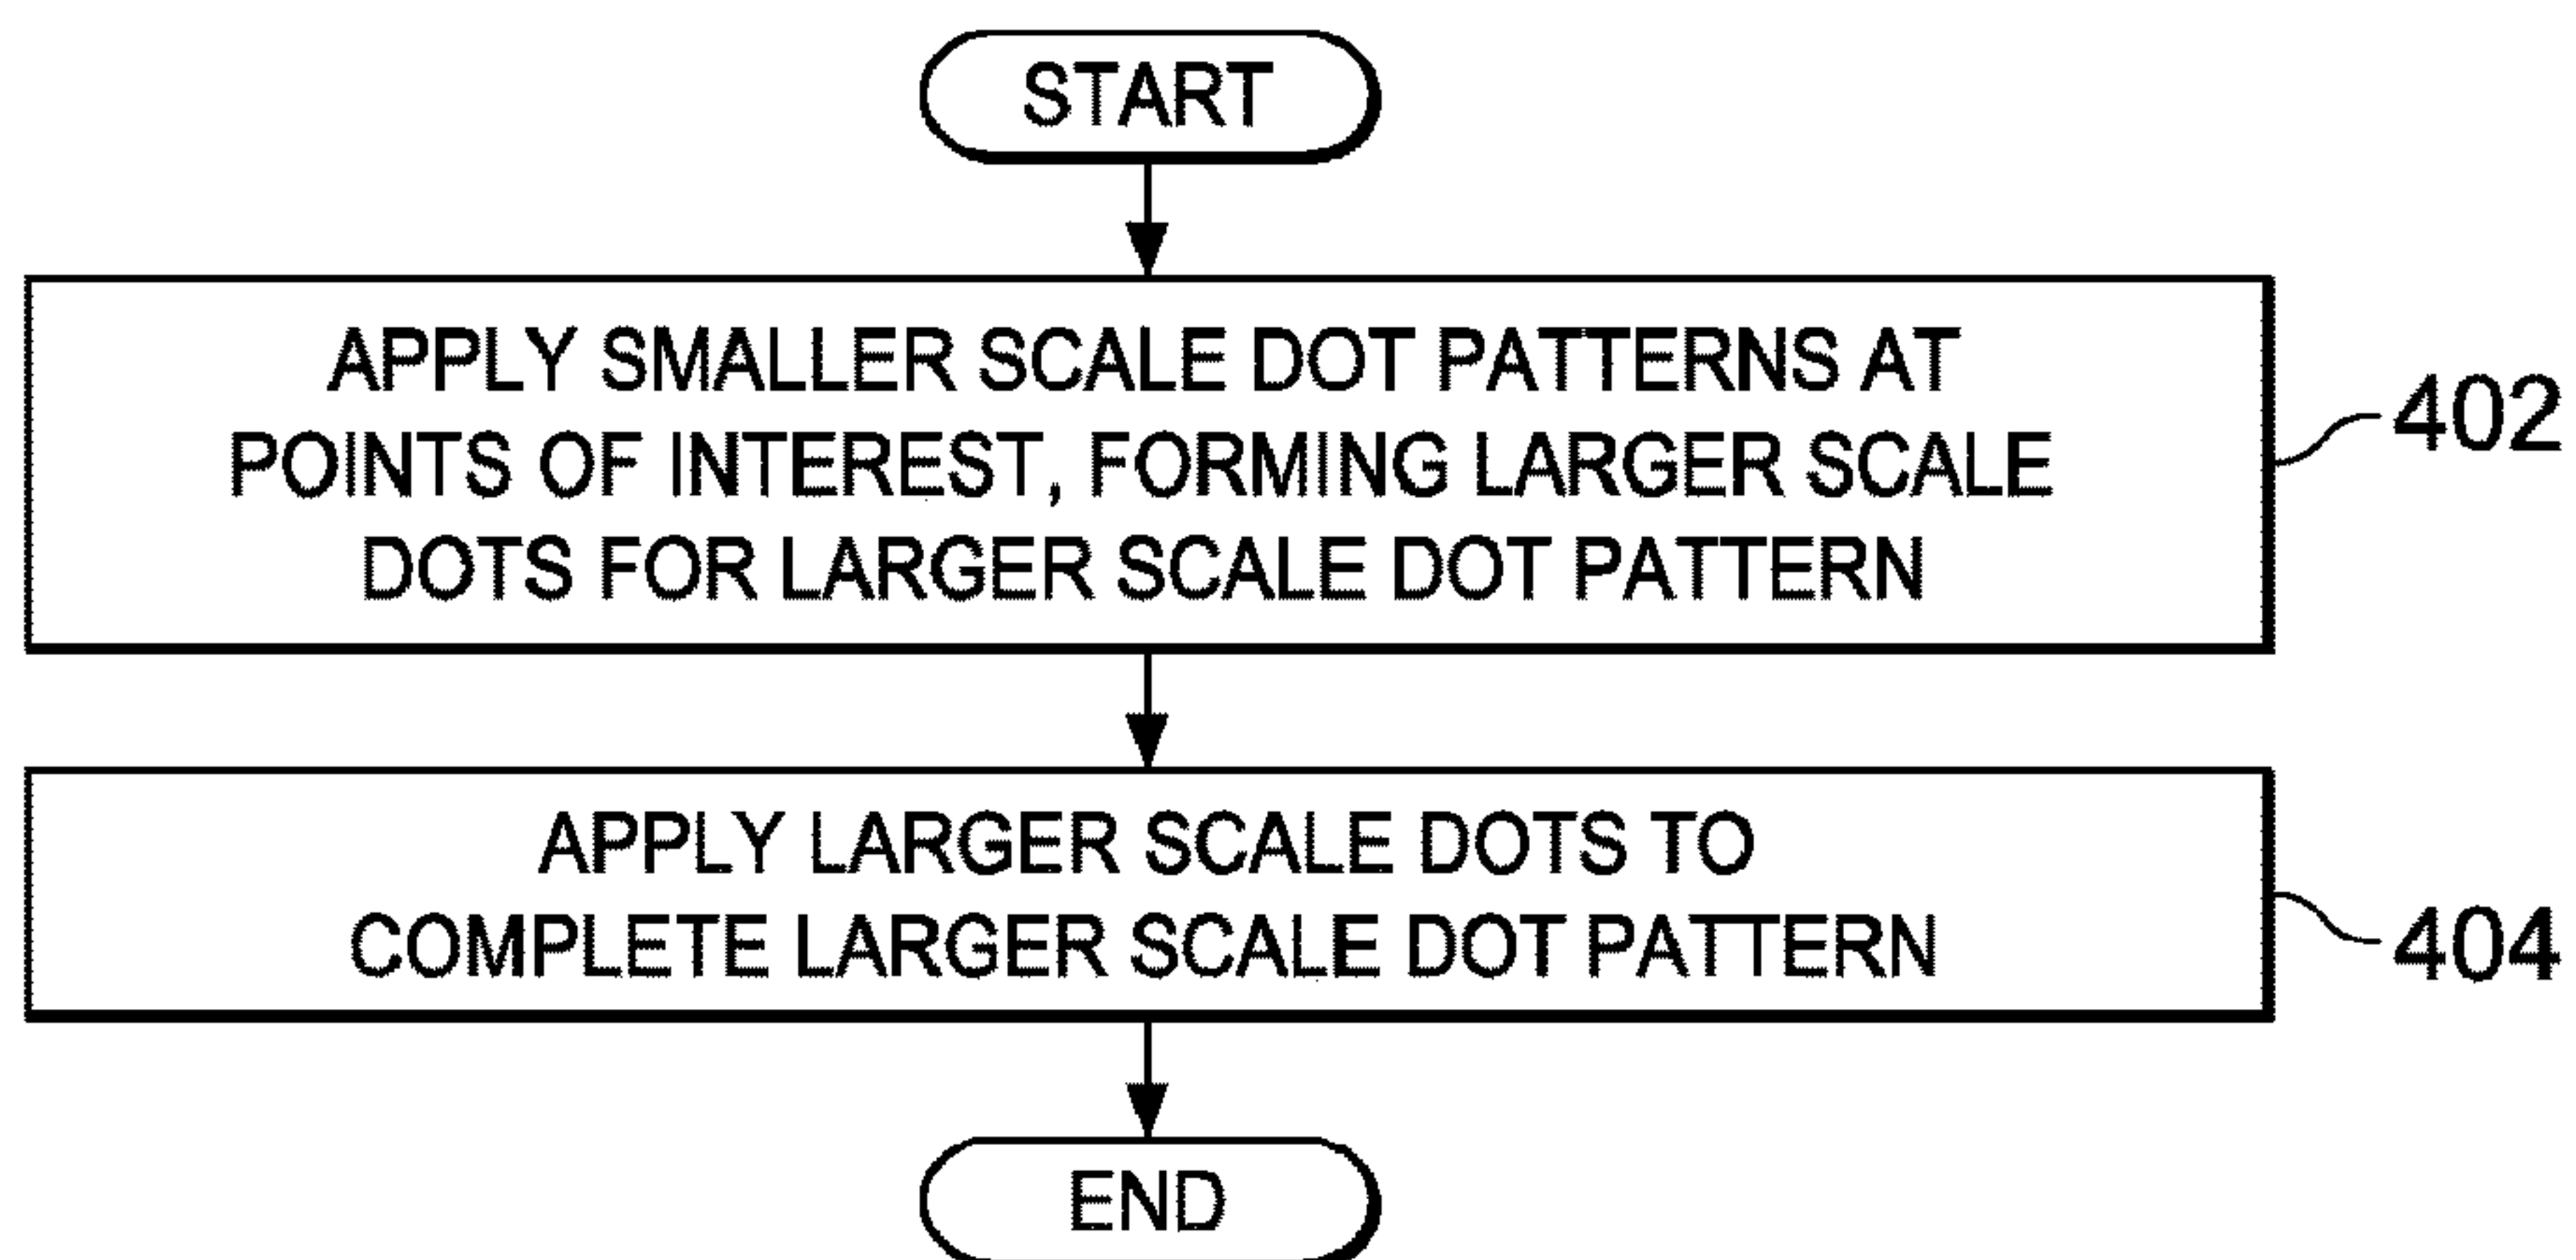 START
APPLY SMALLER SCALE DOT PATTERNS AT
POINTS OF INTEREST, FORMING LARGER SCALE
DOTS FOR LARGER SCALE DOT PATTERN
402
APPLY LARGER SCALE DOTS TO
COMPLETE LARGER SCALE DOT PATTERN
404
END